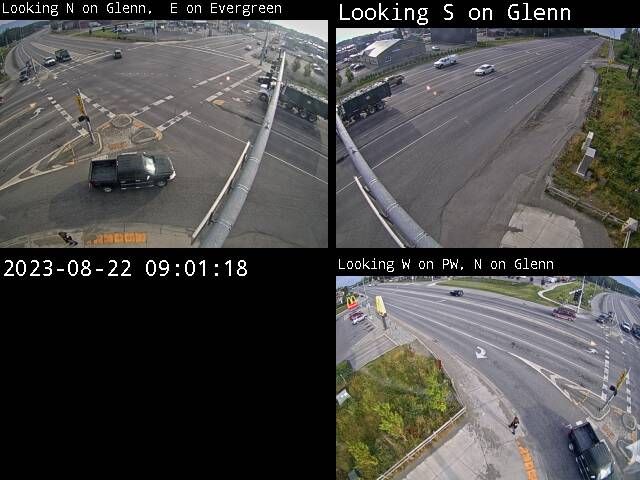 Looking N on Glenn,  E on Evergreen
Looking S on Glenn
2023-08-22 09:01:18
Looking W on PW, N on Glenn